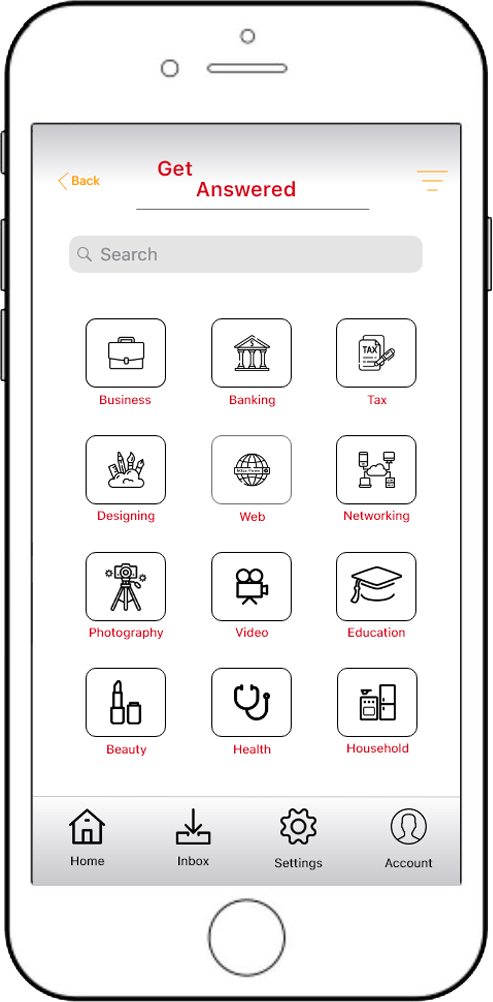 Get
Back
Answered
Search
TAX
Business
Banking
Tax
Designing
Web
Networking
Photography
Video
Education
Beauty
Health
Household
Home
Inbox
Settings
Account